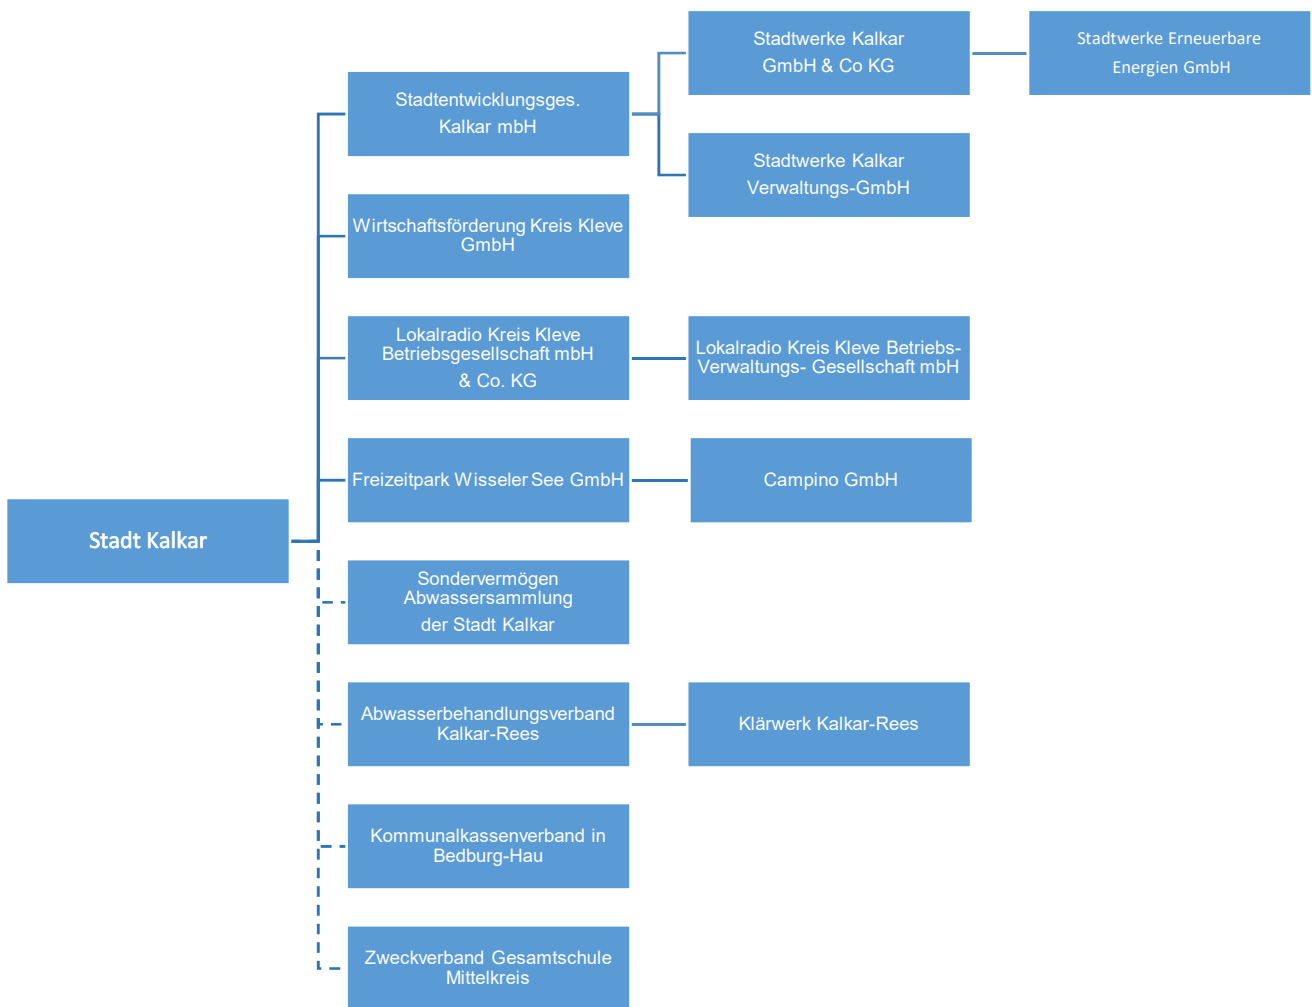 Stadtwerke Kalkar
GmbH & Co KG
Stadtwerke Erneuerbare
Energien GmbH
Stadtentwicklungsges.
Kalkar mbH
Stadtwerke Kalkar
Verwaltungs-GmbH
Wirtschaftsförderung Kreis Kleve
GmbH
Lokalradio Kreis Kleve
Betriebsgesellschaft mbH
& Co. KG
Lokalradio Kreis Kleve Betriebs-
Verwaltungs- Gesellschaft mbH
Freizeitpark Wisseler See GmbH
Campino GmbH
Stadt Kalkar
Sondervermögen
Abwassersammlung
der Stadt Kalkar
Abwasserbehandlungsverband
Kalkar-Rees
Klärwerk Kalkar-Rees
Kommunalkassenverband in
Bedburg-Hau
Zweckverband Gesamtschule
Mittelkreis